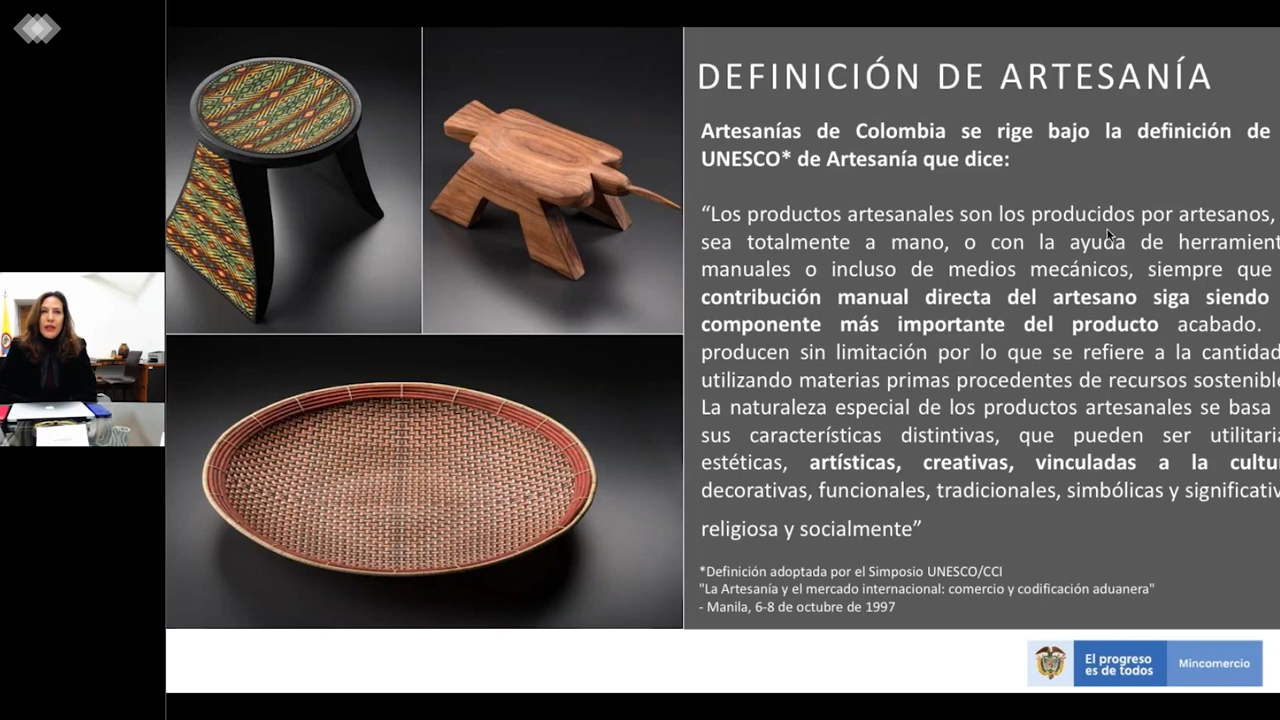 DEFINICIÓN DE ARTESANÍA
Artesanías de Colombia se rige bajo la definición de
UNESCO* de Artesanía que dice:
“Los productos artesanales son los producidos por artesanos,
sea totalmente a mano, o con la ayuda de herramient
manuales o incluso de medios mecánicos, siempre que
contribución manual directa del artesano siga siendo
componente más importante del producto acabado.
producen sin limitación por lo que se refiere a la cantidad
utilizando materias primas procedentes de recursos sostenible
La naturaleza especial de los productos artesanales se basa
sus características distintivas, que pueden ser utilitaria
estéticas, artísticas, creativas, vinculadas a la cultur
decorativas, funcionales, tradicionales, simbólicas y significativ
religiosa y socialmente”
*Definición adoptada por el Simposio UNESCO/CCI
"La Artesanía y el mercado internacional: comercio y codificación aduanera"
- Manila, 6-8 de octubre de 1997
El progreso
es de todos
Mincomercio